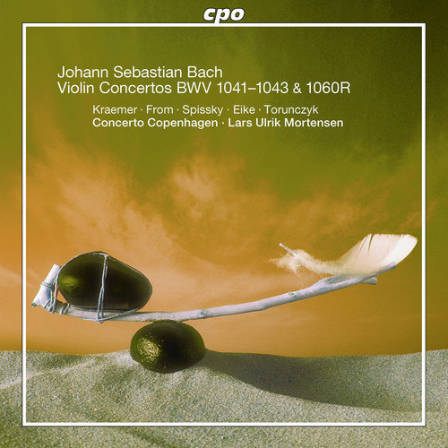 cpo
Johann Sebastian Bach
Violin Concertos BWV 1041–1043 & 1060R
Kraemer · From · Spissky · Eike · Torunczyk
Concerto Copenhagen · Lars Ulrik Mortensen